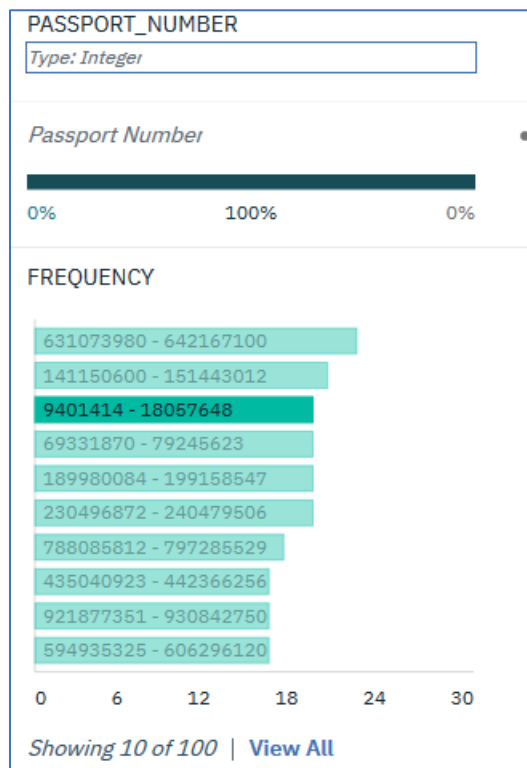 PASSPORT_NUMBER
Type: Integer
Passport Number
0% 100% 0%
FREQUENCY
631073980 - 642167100
141150600 - 151443012
9401414 - 18057648
69331870 - 79245623
189980084 - 199158547
230496872 - 240479506
788085812 - 797285529
435040923 - 442366256
921877351 - 930842750
594935325 - 606296120
0 6 12 18 24 30
Showing 10 of 100 | View All